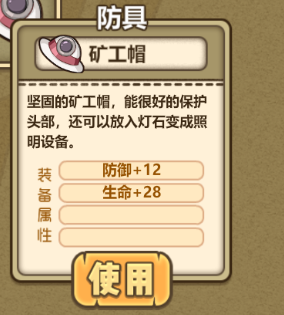 防具
矿工帽
坚固的矿工帽，能很好的保护
头部，还可以放入灯石变成照
明设备。
装备属性
防御+12
生命+28
使用